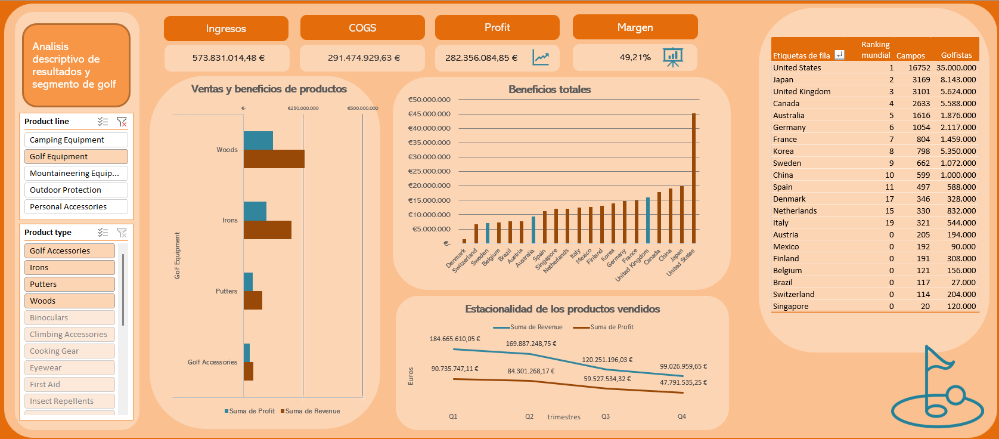 Analisis
descriptivo de
resultados y
segmento de golf
Product line
Camping Equipment
Golf Equipment
Mountaineering Equip...
Outdoor Protection
Personal Accessories
Product type
Golf Accessories
Irons
Putters
Woods
Binoculars
Climbing Accessories
Cooking Gear
Eyewear
First Aid
Insect Repellents
Ingresos
573.831.014,48 €
COGS
291.474.929,63 €
Profit
282.356.084,85 €
Margen
49,21%
Ventas y beneficios de productos
€- €250.000.000 €500.000.000
Woods
Irons
Putters
Golf Accessories
Golf Equipment
Suma de Profit Suma de Revenue
Beneficios totales
€50.000.000
€45.000.000
€40.000.000
€35.000.000
€30.000.000
€25.000.000
€20.000.000
€15.000.000
€10.000.000
€5.000.000
€-
Denmark
Switzerland
Sweden
Belgium
Brazil
Austria
Australia
Spain
Singapore
Netherlands
Italy
Mexico
Finland
Korea
Germany
France
United Kingdom
Canada
China
Japan
United States
Estacionalidad de los productos vendidos
Suma de Revenue Suma de Profit
184.665.610,05 € 169.887.248,75 € 120.251.196,03 € 99.026.959,65 €
90.735.747,11 € 84.301.268,17 € 59.527.534,32 € 47.791.535,25 €
Euros
Q1 Q2 Q3 Q4
trimestres
Etiquetas de fila Ranking mundial Campos Golfistas
United States 1 16752 35.000.000
Japan 2 3169 8.143.000
United Kingdom 3 3101 5.624.000
Canada 4 2633 5.588.000
Australia 5 1616 1.876.000
Germany 6 1054 2.117.000
France 7 804 1.459.000
Korea 8 798 5.350.000
Sweden 9 662 1.072.000
China 10 599 1.000.000
Spain 11 497 588.000
Denmark 17 346 328.000
Netherlands 15 330 832.000
Italy 19 321 544.000
Austria 0 205 194.000
Mexico 0 192 90.000
Finland 0 191 308.000
Belgium 0 121 156.000
Brazil 0 117 27.000
Switzerland 0 114 204.000
Singapore 0 20 120.000